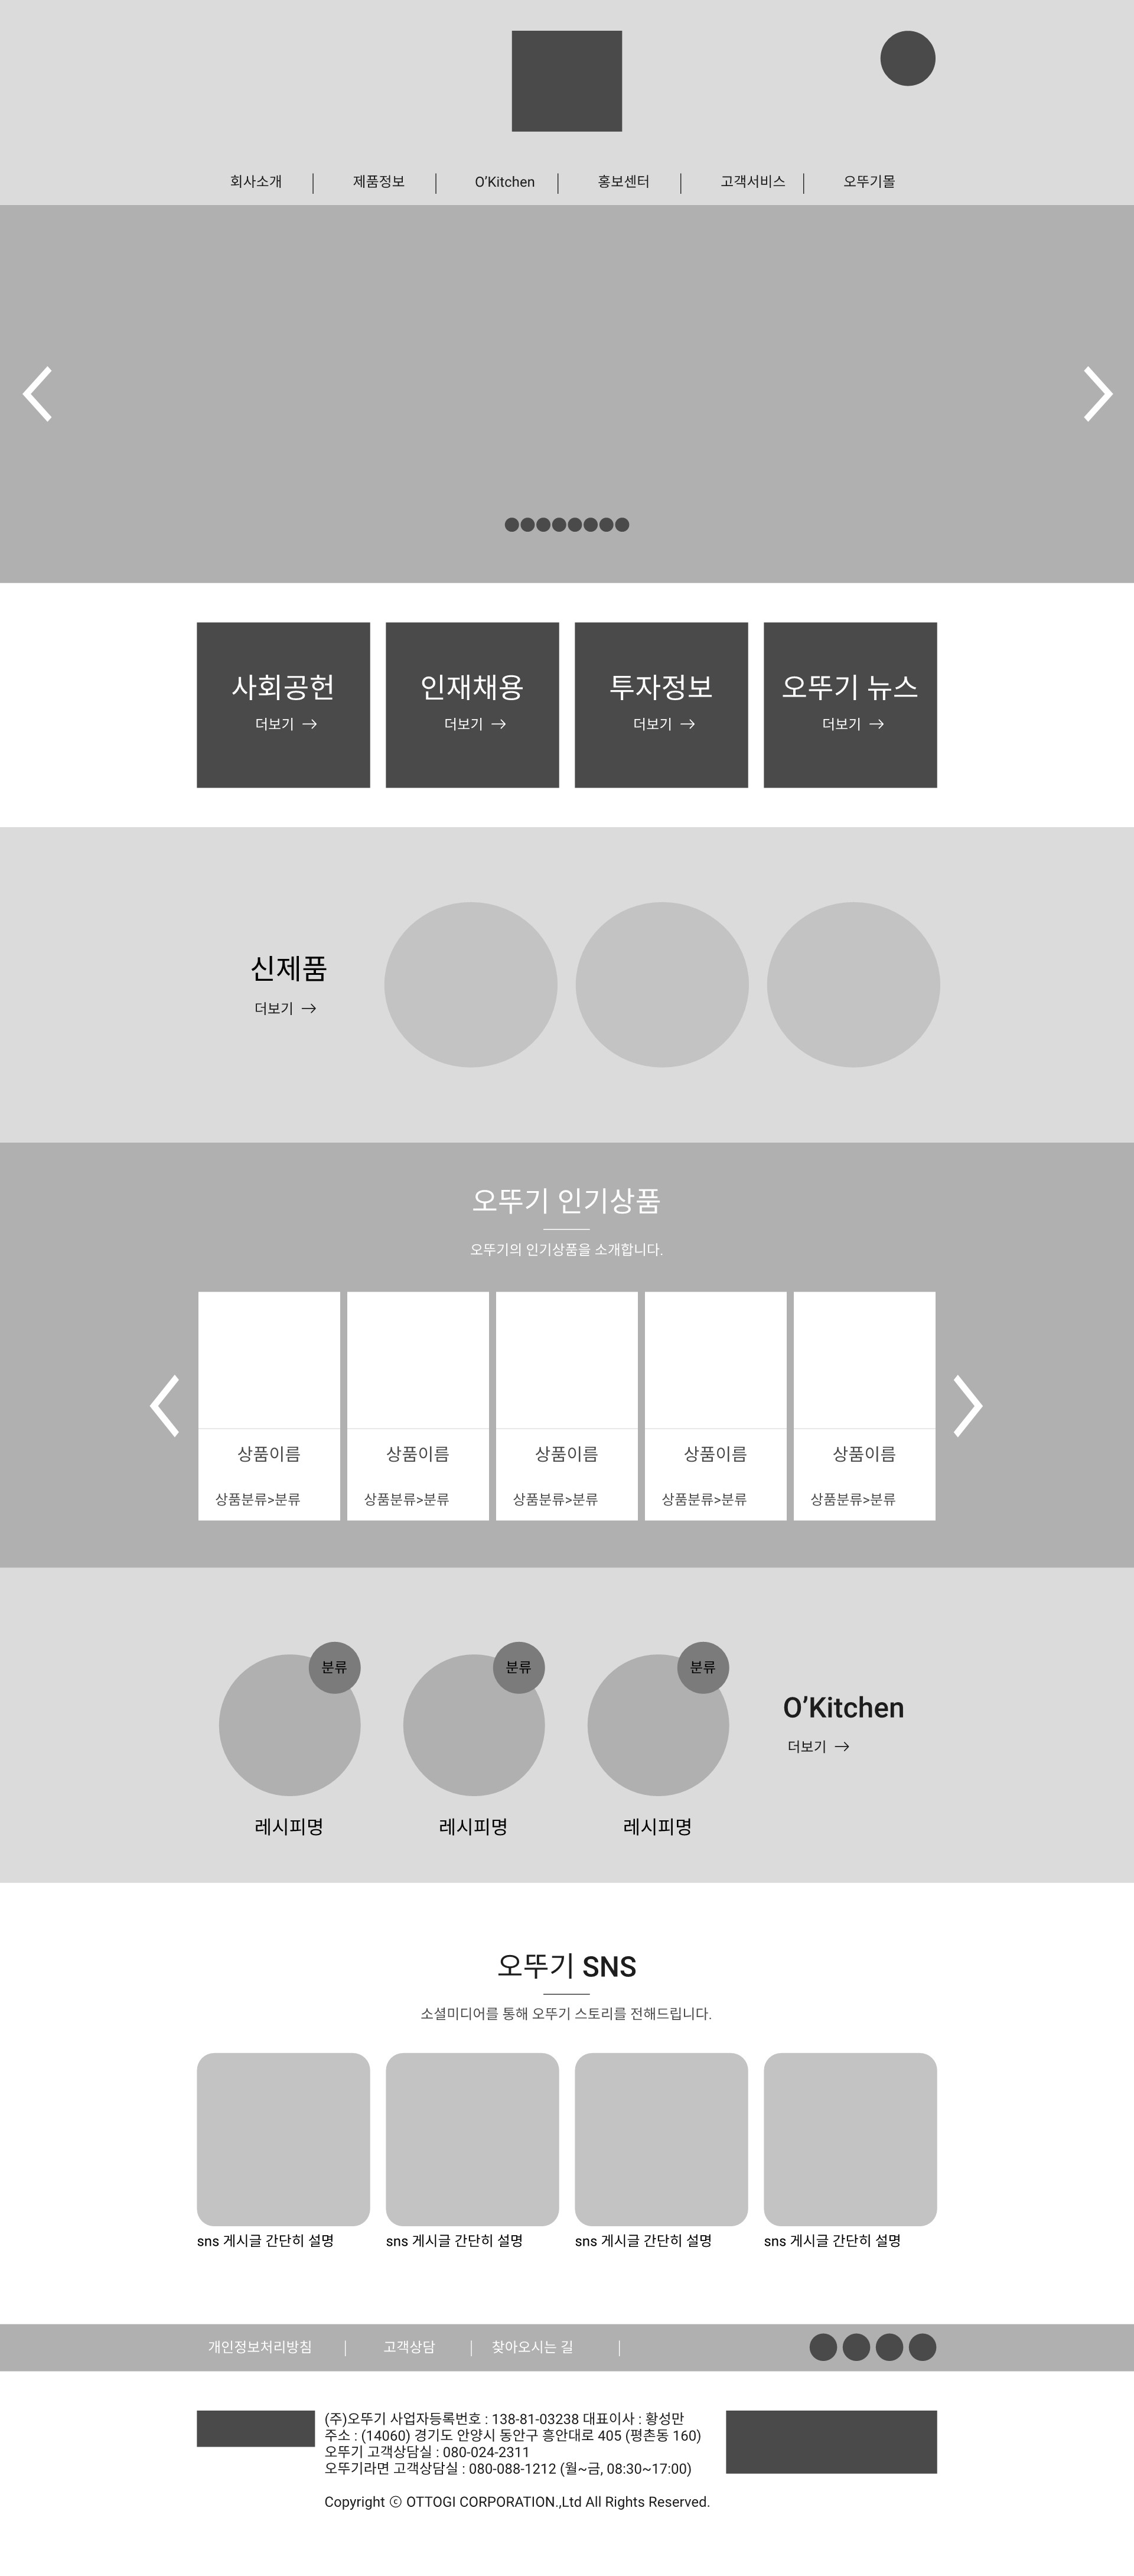 회사소개 제품정보 O’Kitchen 홍보센터 고객서비스 오뚜기몰
사회공헌 인재채용 투자정보 오뚜기 뉴스
더보기 → 더보기 → 더보기 → 더보기 →
신제품
더보기 →
오뚜기 인기상품
오뚜기의 인기상품을 소개합니다.
상품이름 상품이름 상품이름 상품이름 상품이름
상품분류>분류 상품분류>분류 상품분류>분류 상품분류>분류 상품분류>분류
분류 분류 분류
O’Kitchen
더보기 →
레시피명 레시피명 레시피명
오뚜기 SNS
소셜미디어를 통해 오뚜기 스토리를 전해드립니다.
sns 게시글 간단히 설명 sns 게시글 간단히 설명 sns 게시글 간단히 설명 sns 게시글 간단히 설명
개인정보처리방침 | 고객상담 | 찾아오시는 길 |
(주)오뚜기 사업자등록번호 : 138-81-03238 대표이사 : 황성만
주소 : (14060) 경기도 안양시 동안구 흥안대로 405 (평촌동 160)
오뚜기 고객상담실 : 080-024-2311
오뚜기라면 고객상담실 : 080-088-1212 (월~금, 08:30~17:00)
Copyright ⓒ OTTOGI CORPORATION.,Ltd All Rights Reserved.